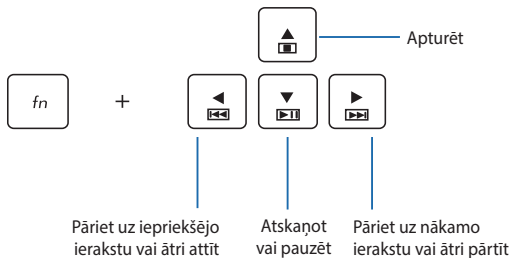 Apturēt
fn +
Pāriet uz iepriekšējo
ierakstu vai ātri attīt
Atskaņot
vai pauzēt
Pāriet uz nākamo
ierakstu vai ātri pārtīt